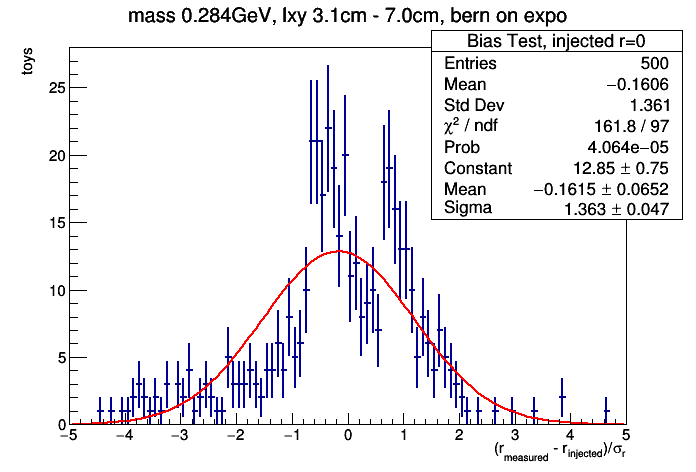 mass 0.284GeV, lxy 3.1cm - 7.0cm, bern on expo
toys
Bias Test, injected r=0
Entries 500
Mean −0.1606
Std Dev 1.361
χ² / ndf 161.8 / 97
Prob 4.064e−05
Constant 12.85 ± 0.75
Mean −0.1615 ± 0.0652
Sigma 1.363 ± 0.047
25
20
15
10
5
0
−5 −4 −3 −2 −1 0 1 2 3 4 5
(r_measured - r_injected)/σ_r